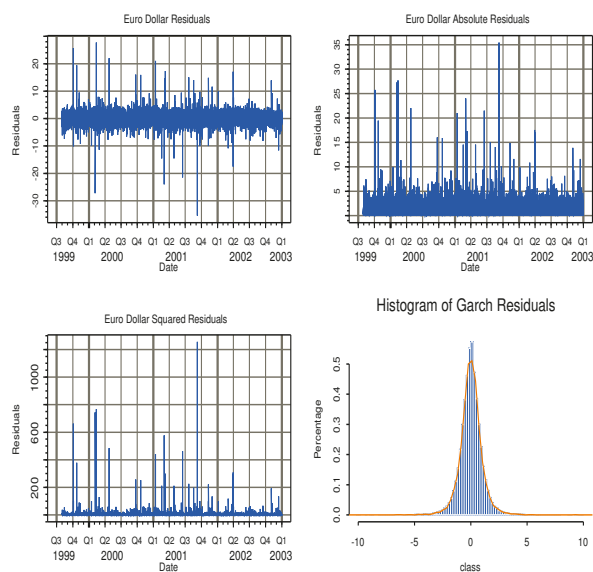 Euro Dollar Residuals
Residuals
20
10
0
-10
-20
-30
Q3 Q4 Q1 Q2 Q3 Q4 Q1 Q2 Q3 Q4 Q1 Q2 Q3 Q4 Q1
1999 2000 2001 2002 2003
Date
Euro Dollar Absolute Residuals
Residuals
35
30
25
20
15
10
5
Q3 Q4 Q1 Q2 Q3 Q4 Q1 Q2 Q3 Q4 Q1 Q2 Q3 Q4 Q1
1999 2000 2001 2002 2003
Date
Euro Dollar Squared Residuals
Residuals
1000
600
200
Q3 Q4 Q1 Q2 Q3 Q4 Q1 Q2 Q3 Q4 Q1 Q2 Q3 Q4 Q1
1999 2000 2001 2002 2003
Date
Histogram of Garch Residuals
Percentage
0.5
0.4
0.3
0.2
0.1
0.0
-10 -5 0 5 10
class